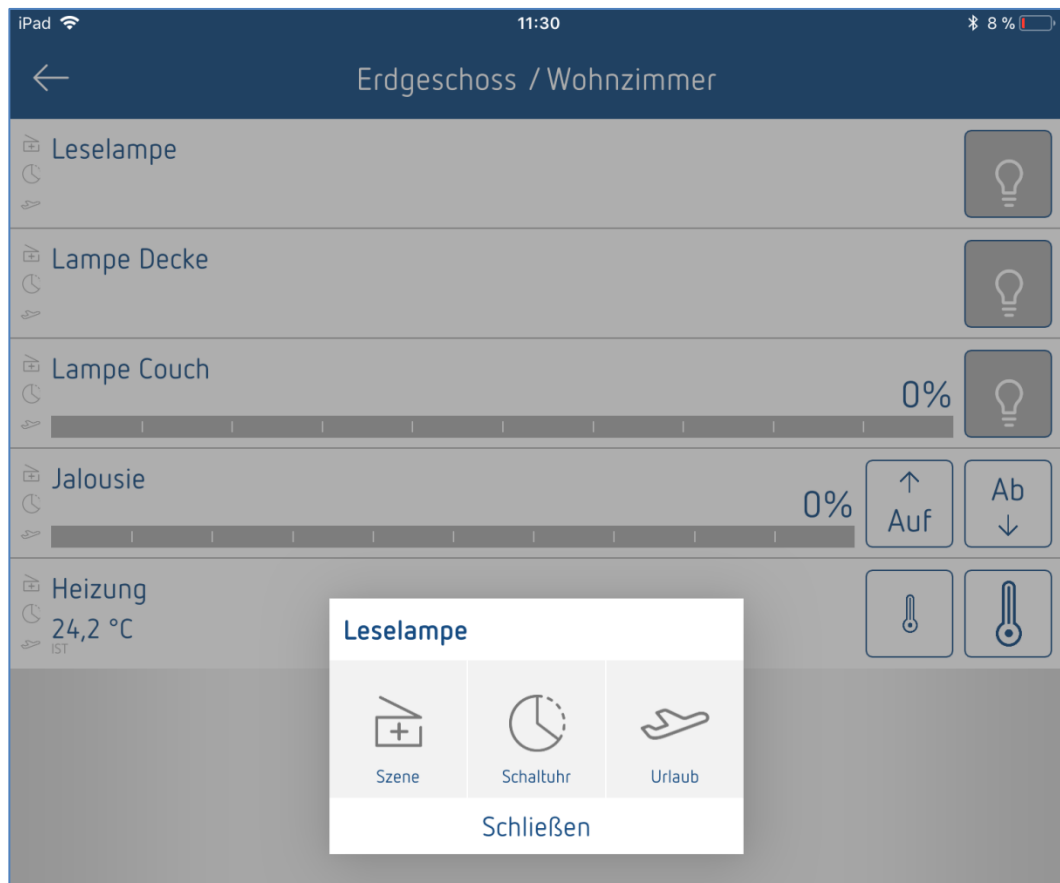 iPad 11:30 8 %
Erdgeschoss / Wohnzimmer
Leselampe
Lampe Decke
Lampe Couch
0%
Jalousie
0%
Auf
Ab
Heizung
24,2 °C
IST
Leselampe
Szene Schaltuhr Urlaub
Schließen